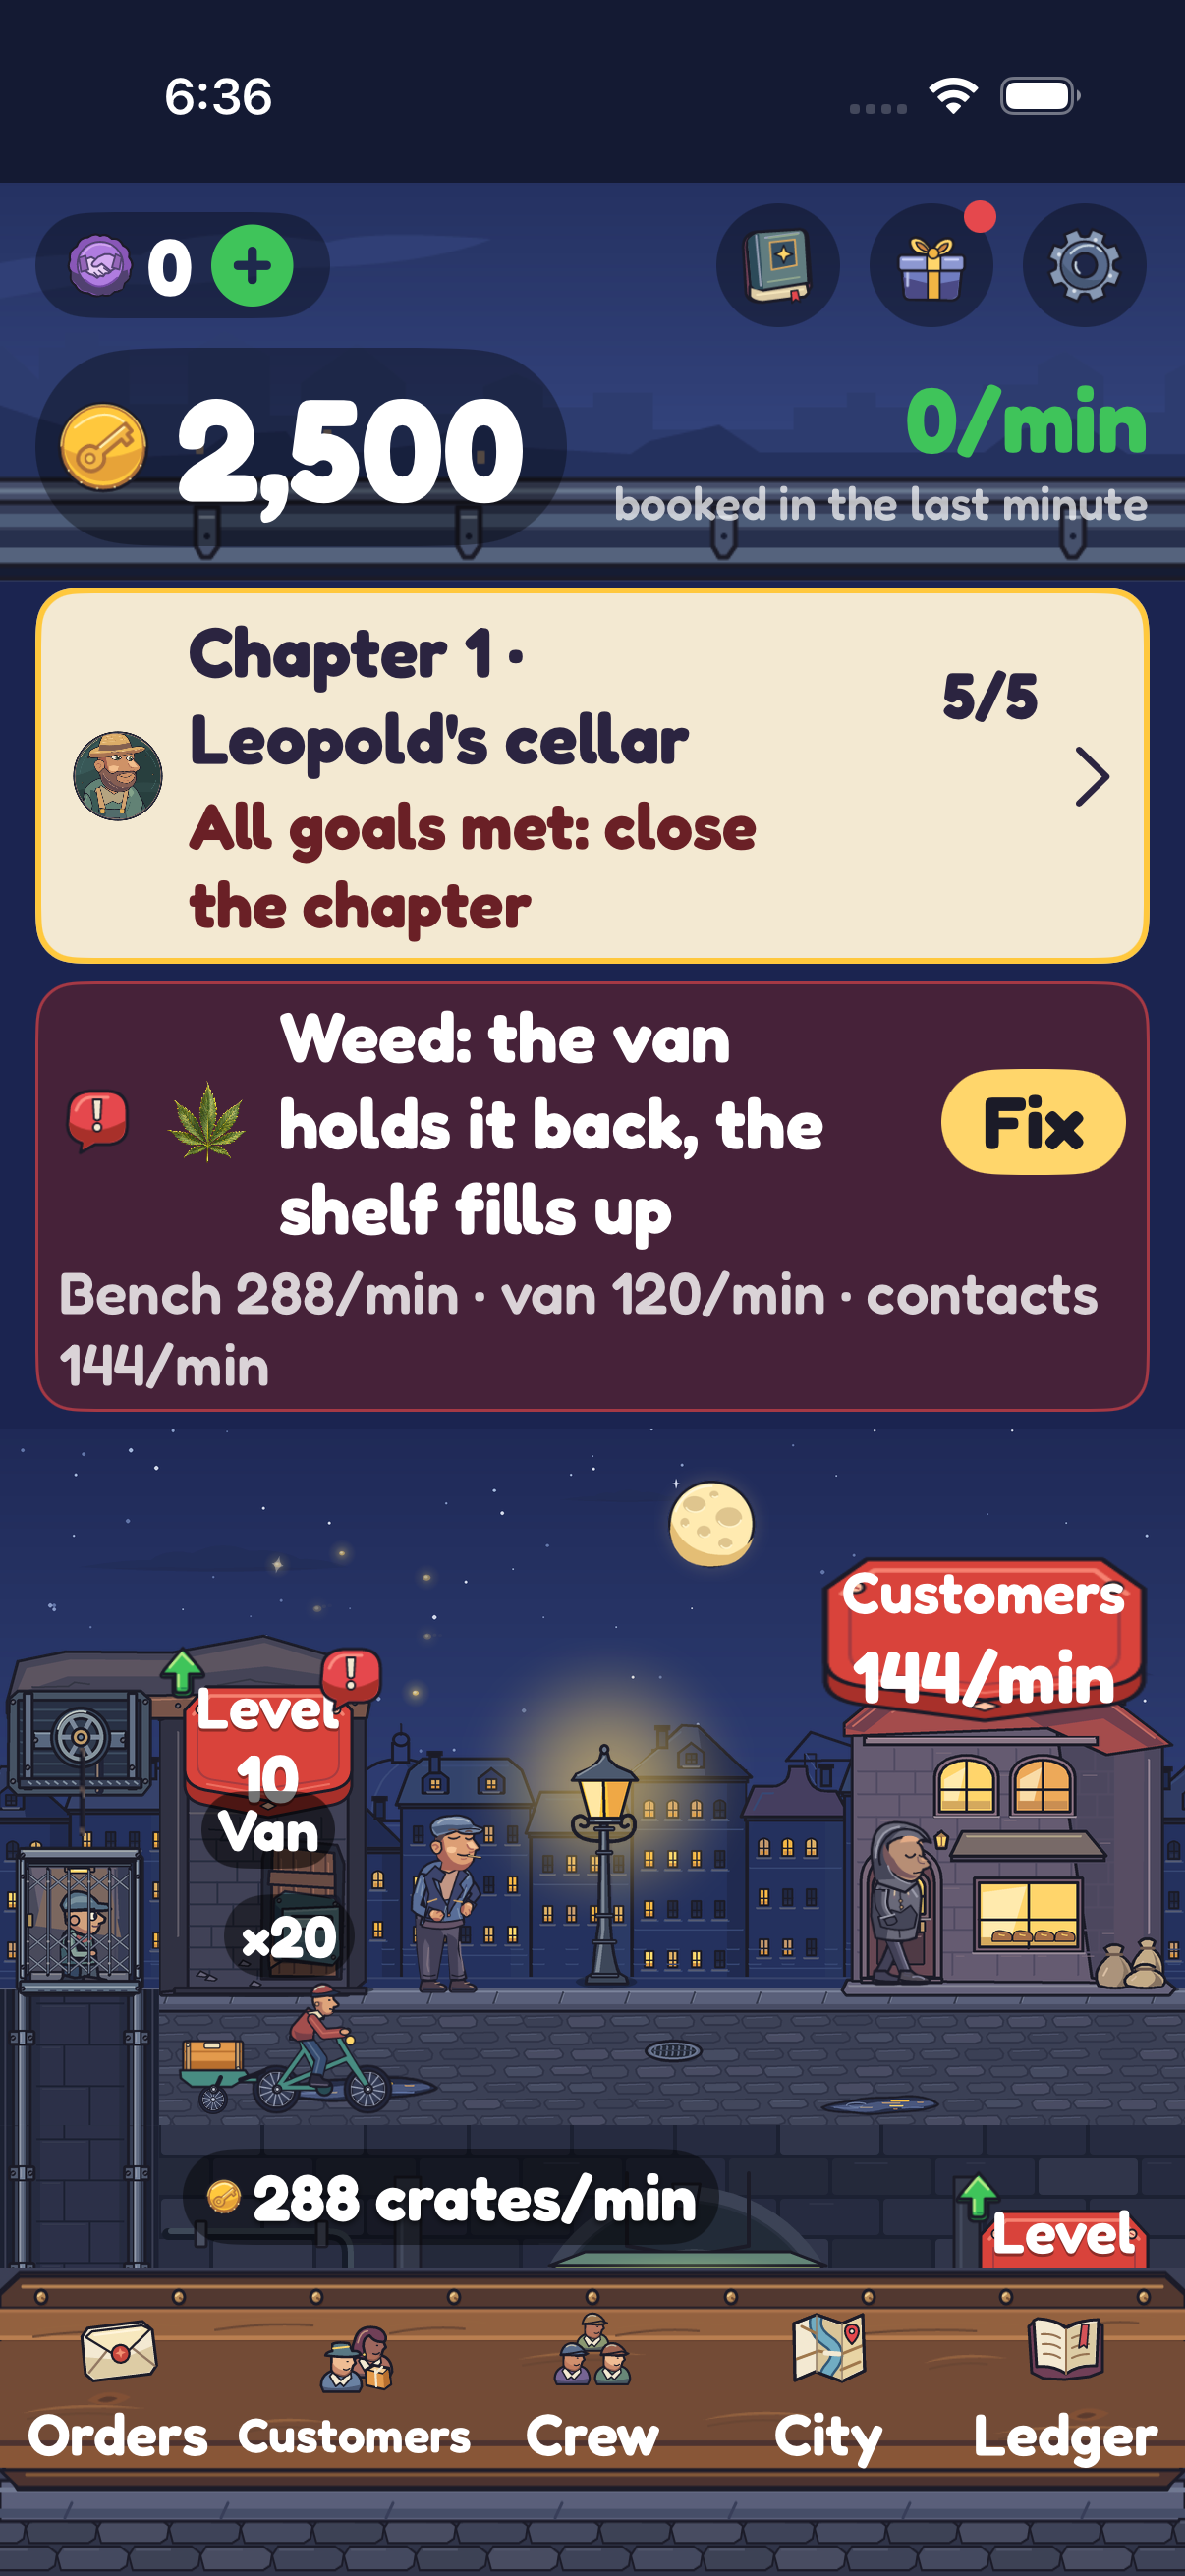 6:36
0
2,500
0/min
booked in the last minute
Chapter 1 ·
Leopold's cellar
5/5
All goals met: close
the chapter
Weed: the van
holds it back, the
shelf fills up
Fix
Bench 288/min · van 120/min · contacts
144/min
Customers
144/min
Level
10
Van
×20
288 crates/min
Level
Orders
Customers
Crew
City
Ledger